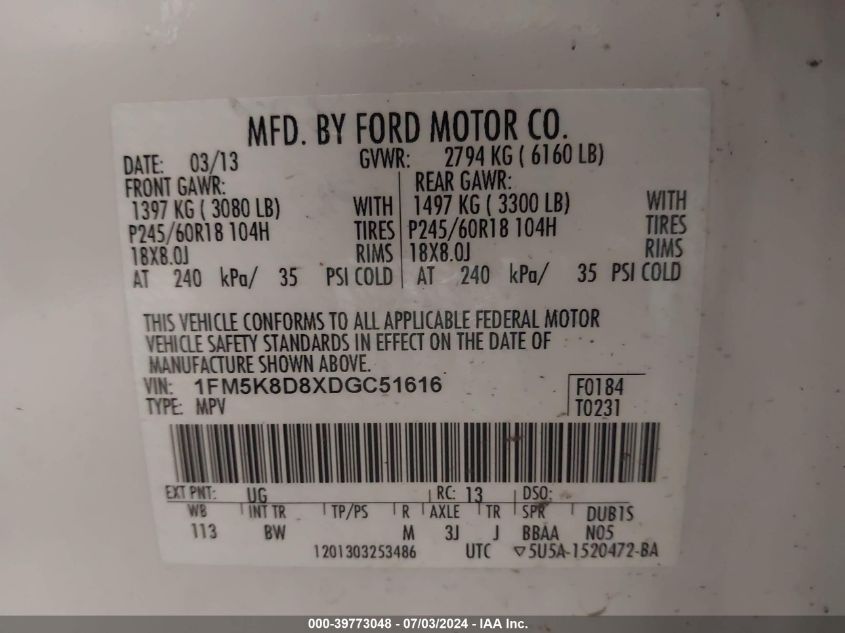 MFD. BY FORD MOTOR CO.
DATE: 03/13 GVWR: 2794 KG ( 6160 LB)
FRONT GAWR: REAR GAWR:
1397 KG ( 3080 LB) WITH 1497 KG ( 3300 LB) WITH
P245/60R18 104H TIRES P245/60R18 104H TIRES
18X8.0J RIMS 18X8.0J RIMS
AT 240 kPa/ 35 PSI COLD AT 240 kPa/ 35 PSI COLD
THIS VEHICLE CONFORMS TO ALL APPLICABLE FEDERAL MOTOR
VEHICLE SAFETY STANDARDS IN EFFECT ON THE DATE OF
MANUFACTURE SHOWN ABOVE.
VIN: 1FM5K8D8XDGC51616 F0184
TYPE: MPV T0231
EXT PNT: UG RC: 13 DSO:
WB INT TR TP/PS R AXLE TR SPR DUB1S
113 BW M 3J J BBAA N05
1201303253486 UTC ▽5U5A-1520472-BA
000-39773048 - 07/03/2024 - IAA Inc.